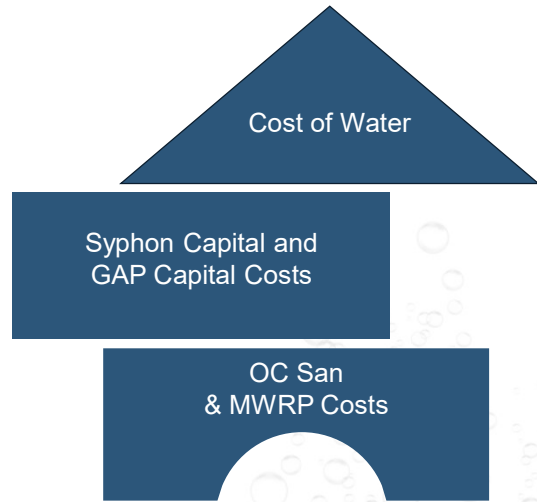 Cost of Water
Syphon Capital and
GAP Capital Costs
OC San
& MWRP Costs